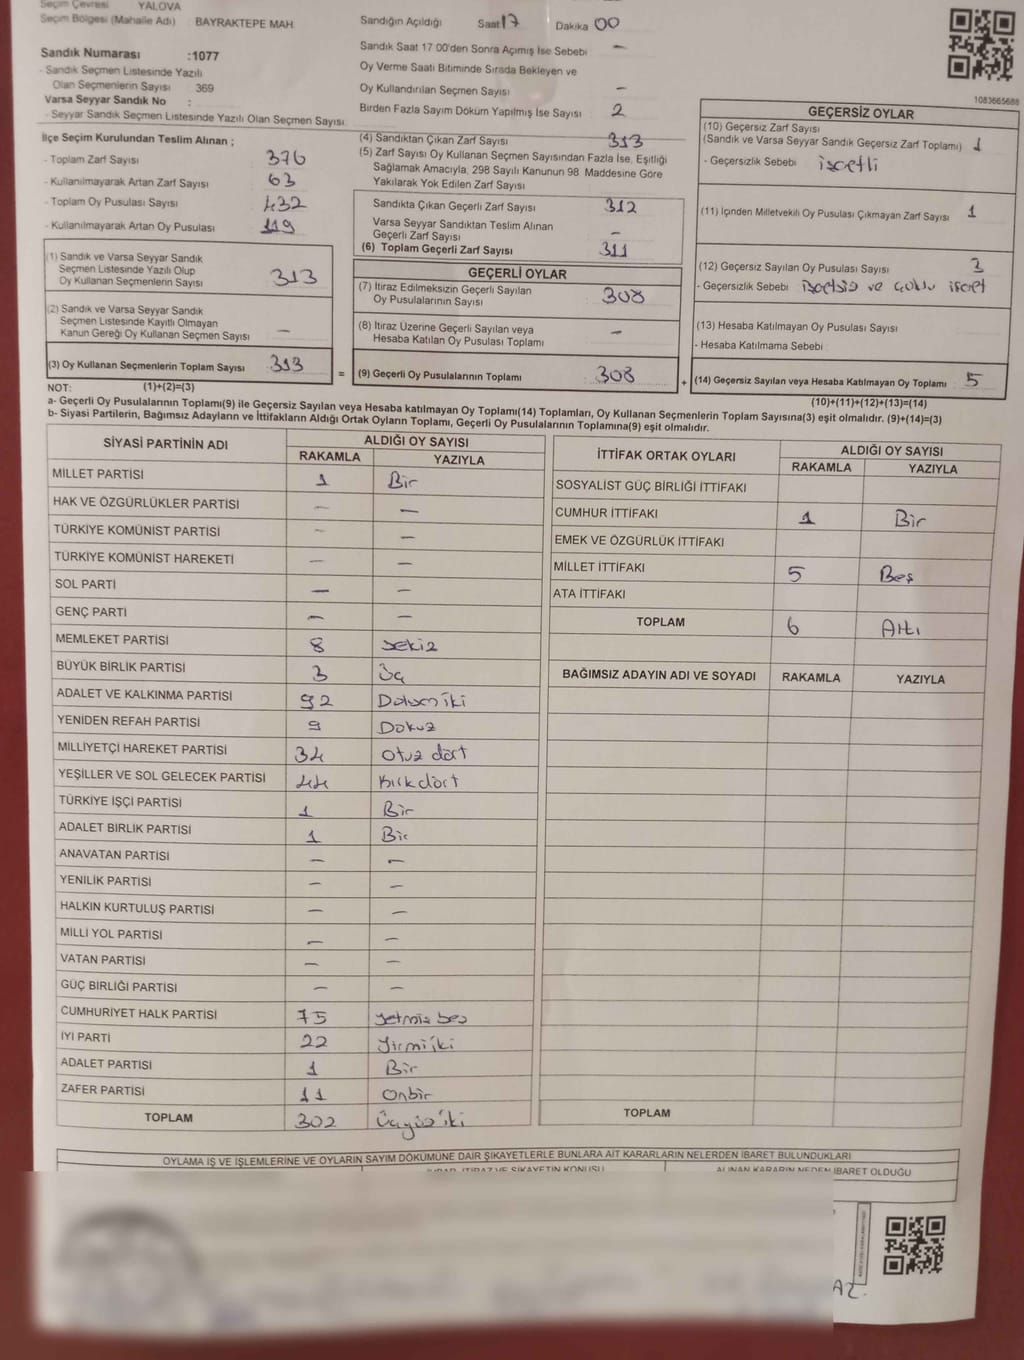 Seçim Çevresi YALOVA
Seçim Bölgesi (Mahalle Adı) : BAYRAKTEPE MAH.
Sandık Numarası :1077
- Sandık Seçmen Listesinde Yazılı
Olan Seçmenlerin Sayısı 369
Varsa Seyyar Sandık No :
- Seyyar Sandık Seçmen Listesinde Yazılı Olan Seçmen Sayısı
Sandığın Açıldığı Saat 17 Dakika 00
Sandık Saat 17 00'den Sonra Açımış İse Sebebi —
Oy Verme Saati Bitiminde Sırada Bekleyen ve
Oy Kullandırılan Seçmen Sayısı —
Birden Fazla Sayım Döküm Yapılmış İse Sayısı 2
1083665688
İlçe Seçim Kurulundan Teslim Alınan ;
- Toplam Zarf Sayısı 376
- Kullanılmayarak Artan Zarf Sayısı 63
- Toplam Oy Pusulası Sayısı 432
- Kullanılmayarak Artan Oy Pusulası 119
(1) Sandık ve Varsa Seyyar Sandık
Seçmen Listesinde Yazılı Olup
Oy Kullanan Seçmenlerin Sayısı 313
(2) Sandık ve Varsa Seyyar Sandık
Seçmen Listesinde Kayıtlı Olmayan
Kanun Gereği Oy Kullanan Seçmen Sayısı —
(3) Oy Kullanan Seçmenlerin Toplam Sayısı 313 =
(4) Sandıktan Çıkan Zarf Sayısı 313
(5) Zarf Sayısı Oy Kullanan Seçmen Sayısından Fazla İse, Eşitliği
Sağlamak Amacıyla, 298 Sayılı Kanunun 98 Maddesine Göre
Yakılarak Yok Edilen Zarf Sayısı
Sandıkta Çıkan Geçerli Zarf Sayısı 312
Varsa Seyyar Sandıktan Teslim Alınan
Geçerli Zarf Sayısı —
(6) Toplam Geçerli Zarf Sayısı 311
GEÇERLİ OYLAR
(7) İtiraz Edilmeksizin Geçerli Sayılan
Oy Pusulalarının Sayısı 308
(8) İtiraz Üzerine Geçerli Sayılan veya
Hesaba Katılan Oy Pusulası Toplamı —
(9) Geçerli Oy Pusulalarının Toplamı 308 +
GEÇERSİZ OYLAR
(10) Geçersiz Zarf Sayısı
(Sandık ve Varsa Seyyar Sandık Geçersiz Zarf Toplamı) 1
- Geçersizlik Sebebi : işretli
(11) İçinden Milletvekili Oy Pusulası Çıkmayan Zarf Sayısı 1
(12) Geçersiz Sayılan Oy Pusulası Sayısı 3
- Geçersizlik Sebebi ve işret
(13) Hesaba Katılmayan Oy Pusulası Sayısı
- Hesaba Katılmama Sebebi
(14) Geçersiz Sayılan veya Hesaba Katılmayan Oy Toplamı 5
NOT: (1)+(2)=(3) (10)+(11)+(12)+(13)=(14)
a- Geçerli Oy Pusulalarının Toplamı(9) ile Geçersiz Sayılan veya Hesaba katılmayan Oy Toplamı(14) Toplamları, Oy Kullanan Seçmenlerin Toplam Sayısına(3) eşit olmalıdır. (9)+(14)=(3)
b- Siyasi Partilerin, Bağımsız Adayların ve İttifakların Aldığı Ortak Oyların Toplamı, Geçerli Oy Pusulalarının Toplamına(9) eşit olmalıdır.
SİYASİ PARTİNİN ADI ALDIĞI OY SAYISI
RAKAMLA YAZIYLA
MİLLET PARTİSİ 1 Bir
HAK VE ÖZGÜRLÜKLER PARTİSİ — —
TÜRKİYE KOMÜNİST PARTİSİ — —
TÜRKİYE KOMÜNİST HAREKETİ — —
SOL PARTİ — —
GENÇ PARTİ — —
MEMLEKET PARTİSİ 8 sekiz
BÜYÜK BİRLİK PARTİSİ 3 Üç
ADALET VE KALKINMA PARTİSİ 92 Doksaniki
YENİDEN REFAH PARTİSİ 9 Dokuz
MİLLİYETÇİ HAREKET PARTİSİ 34 otuz dört
YEŞİLLER VE SOL GELECEK PARTİSİ 44 Kırkdört
TÜRKİYE İŞÇİ PARTİSİ 1 Bir
ADALET BİRLİK PARTİSİ 1 Bir
ANAVATAN PARTİSİ — —
YENİLİK PARTİSİ — —
HALKIN KURTULUŞ PARTİSİ — —
MİLLİ YOL PARTİSİ — —
VATAN PARTİSİ — —
GÜÇ BİRLİĞİ PARTİSİ — —
CUMHURİYET HALK PARTİSİ 75 yetmiş beş
İYİ PARTİ 22 yirmiiki
ADALET PARTİSİ 1 Bir
ZAFER PARTİSİ 11 Onbir
TOPLAM 302 Üçyüz iki
İTTİFAK ORTAK OYLARI ALDIĞI OY SAYISI
RAKAMLA YAZIYLA
SOSYALİST GÜÇ BİRLİĞİ İTTİFAKI
CUMHUR İTTİFAKI 1 Bir
EMEK VE ÖZGÜRLÜK İTTİFAKI
MİLLET İTTİFAKI 5 Beş
ATA İTTİFAKI
TOPLAM 6 Altı
BAĞIMSIZ ADAYIN ADI VE SOYADI RAKAMLA YAZIYLA
TOPLAM
OYLAMA İŞ VE İŞLEMLERİNE VE OYLARIN SAYIM DÖKÜMÜNE DAİR ŞİKAYETLERLE BUNLARA AİT KARARLARIN NELERDEN İBARET BULUNDUKLARI
İTİRAZ VE ŞİKAYETİN KONUSU ALINAN KARARIN NEDEN İBARET OLDUĞU